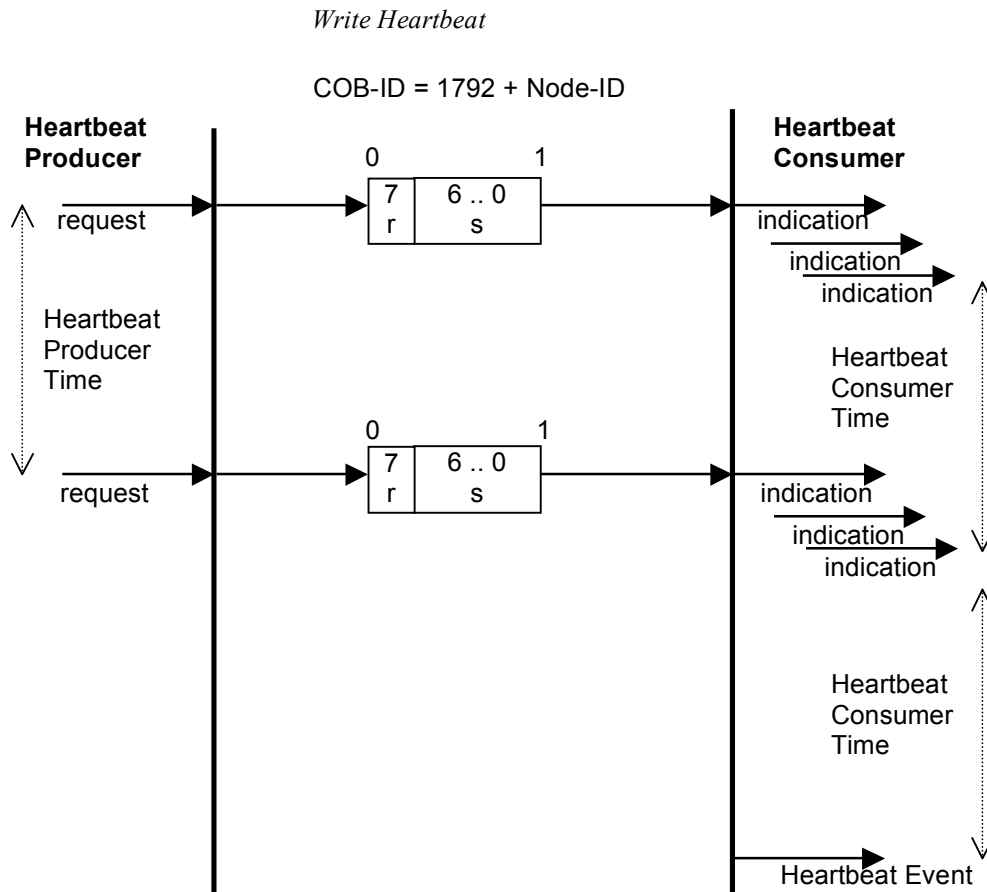 Write Heartbeat
COB-ID = 1792 + Node-ID
Heartbeat
Producer
Heartbeat
Consumer
0 1
7 6 .. 0
r s
request
indication
indication
indication
Heartbeat
Producer
Time
Heartbeat
Consumer
Time
0 1
7 6 .. 0
r s
request
indication
indication
indication
Heartbeat
Consumer
Time
Heartbeat Event